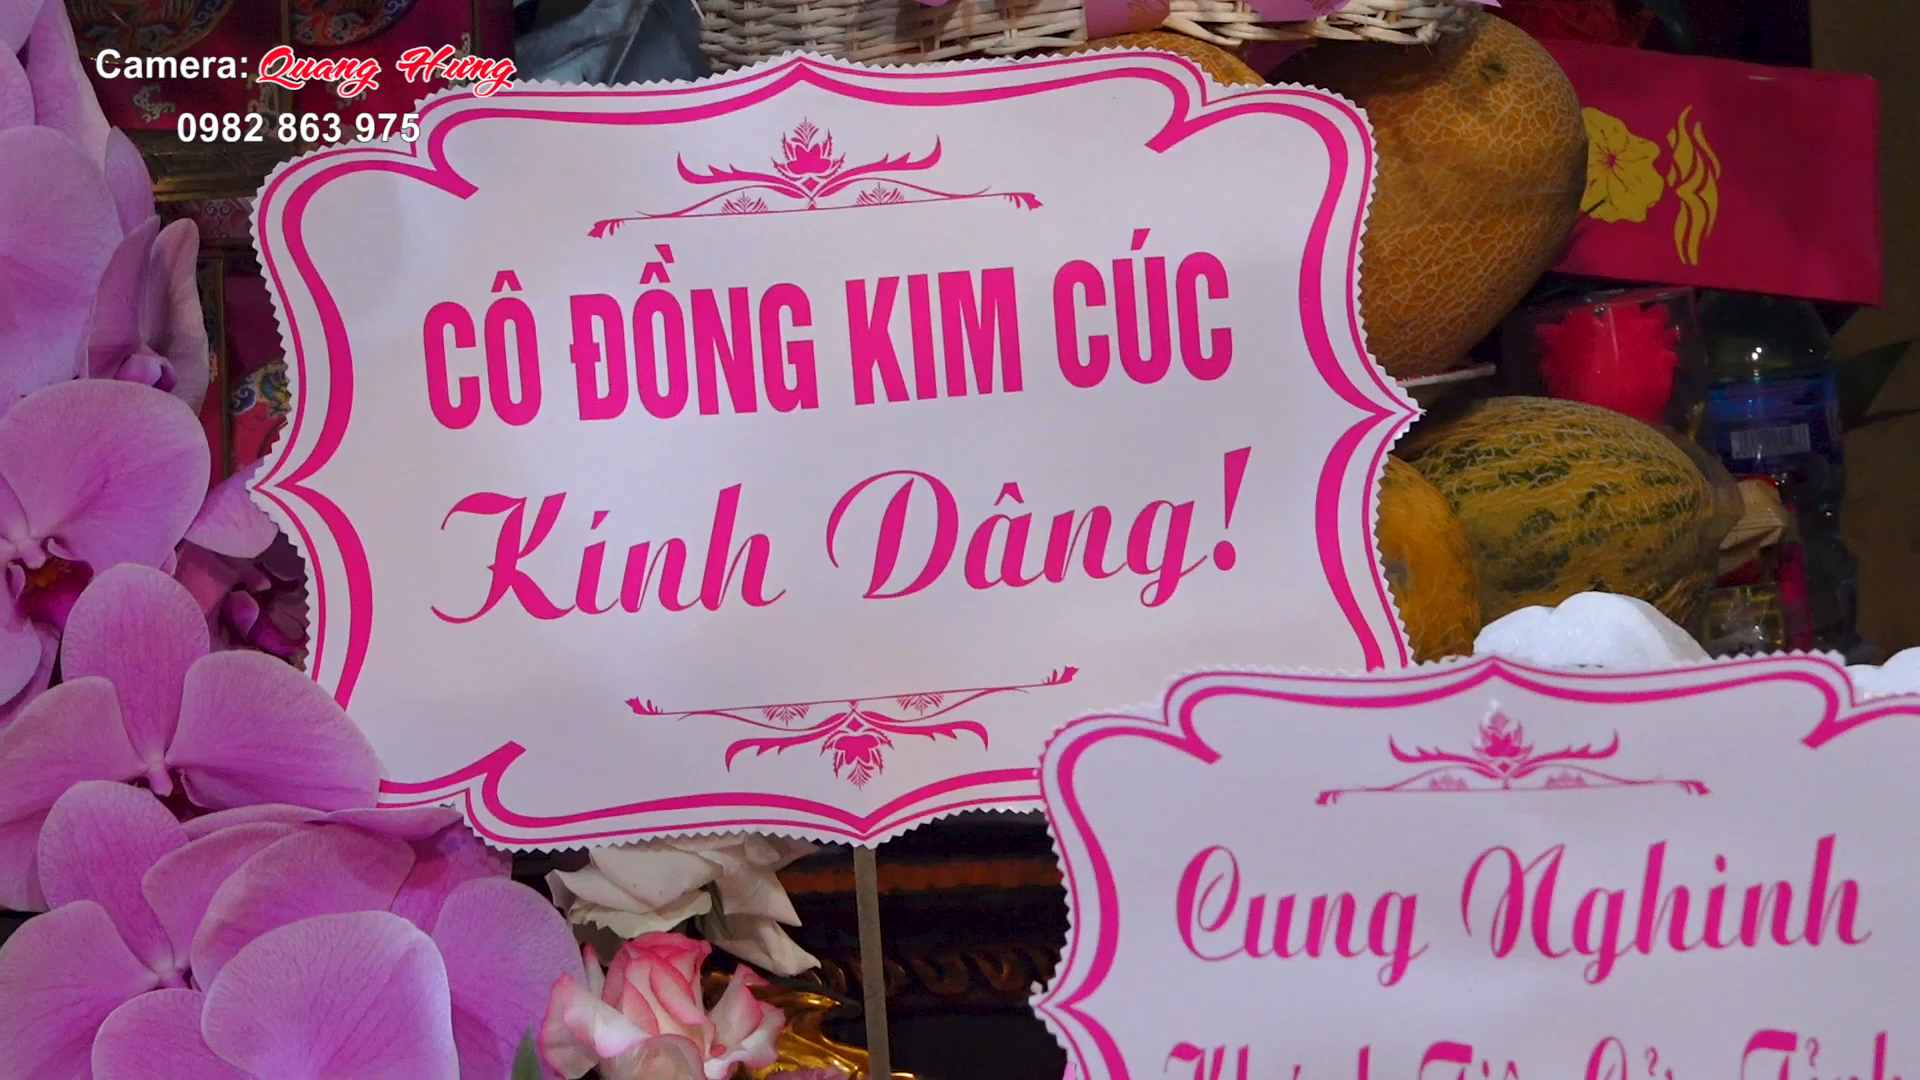 Camera: Quang Hưng
0982 863 975
CÔ ĐỒNG KIM CÚC
Kính Dâng!
Cung Nghinh